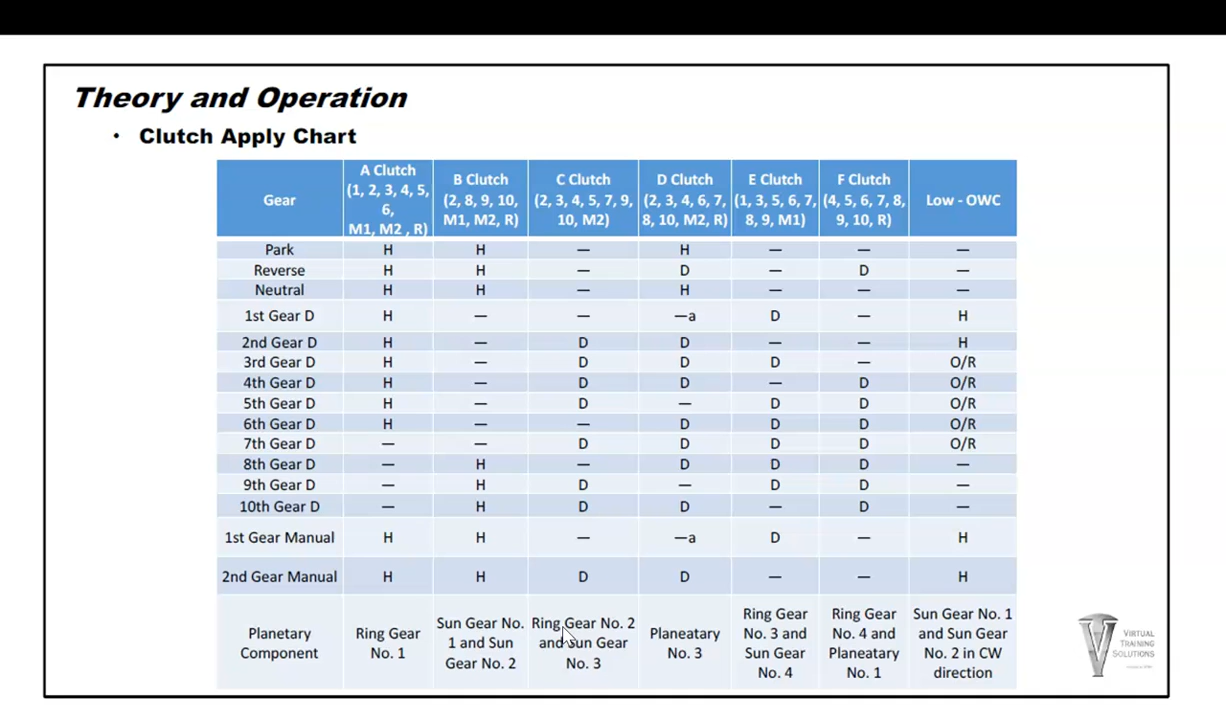 Theory and Operation
• Clutch Apply Chart
Gear A Clutch (1, 2, 3, 4, 5, 6, M1, M2 , R) B Clutch (2, 8, 9, 10, M1, M2, R) C Clutch (2, 3, 4, 5, 7, 9, 10, M2) D Clutch (2, 3, 4, 6, 7, 8, 10, M2, R) E Clutch (1, 3, 5, 6, 7, 8, 9, M1) F Clutch (4, 5, 6, 7, 8, 9, 10, R) Low - OWC
Park H H — H — — —
Reverse H H — D — D —
Neutral H H — H — — —
1st Gear D H — — —a D — H
2nd Gear D H — D D — — H
3rd Gear D H — D D D — O/R
4th Gear D H — D D — D O/R
5th Gear D H — D — D D O/R
6th Gear D H — — D D D O/R
7th Gear D — — D D D D O/R
8th Gear D — H — D D D —
9th Gear D — H D — D D —
10th Gear D — H D D — D —
1st Gear Manual H H — —a D — H
2nd Gear Manual H H D D — — H
Planetary Component Ring Gear No. 1 Sun Gear No. 1 and Sun Gear No. 2 Ring Gear No. 2 and Sun Gear No. 3 Planeatary No. 3 Ring Gear No. 3 and Sun Gear No. 4 Ring Gear No. 4 and Planeatary No. 1 Sun Gear No. 1 and Sun Gear No. 2 in CW direction
VIRTUAL
TRAINING
SOLUTIONS